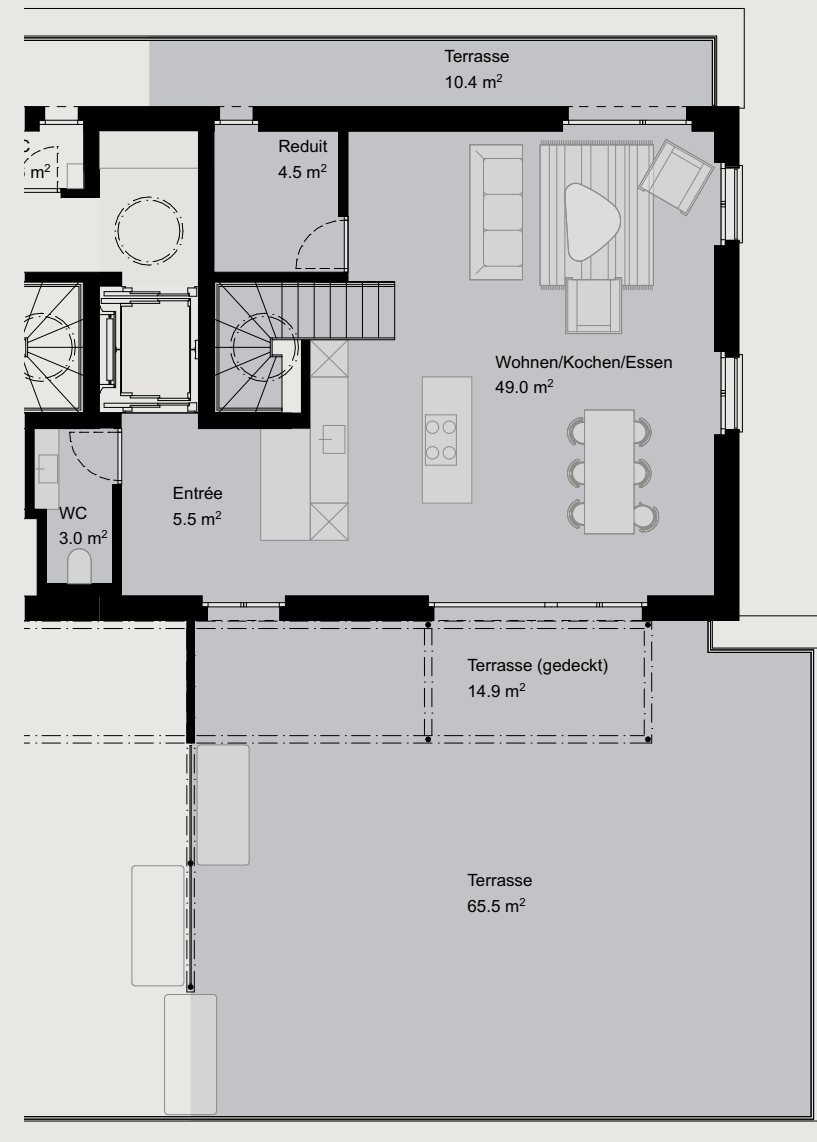 Terrasse
10.4 m²
Reduit
4.5 m²
m²
Wohnen/Kochen/Essen
49.0 m²
Entrée
5.5 m²
WC
3.0 m²
Terrasse (gedeckt)
14.9 m²
Terrasse
65.5 m²